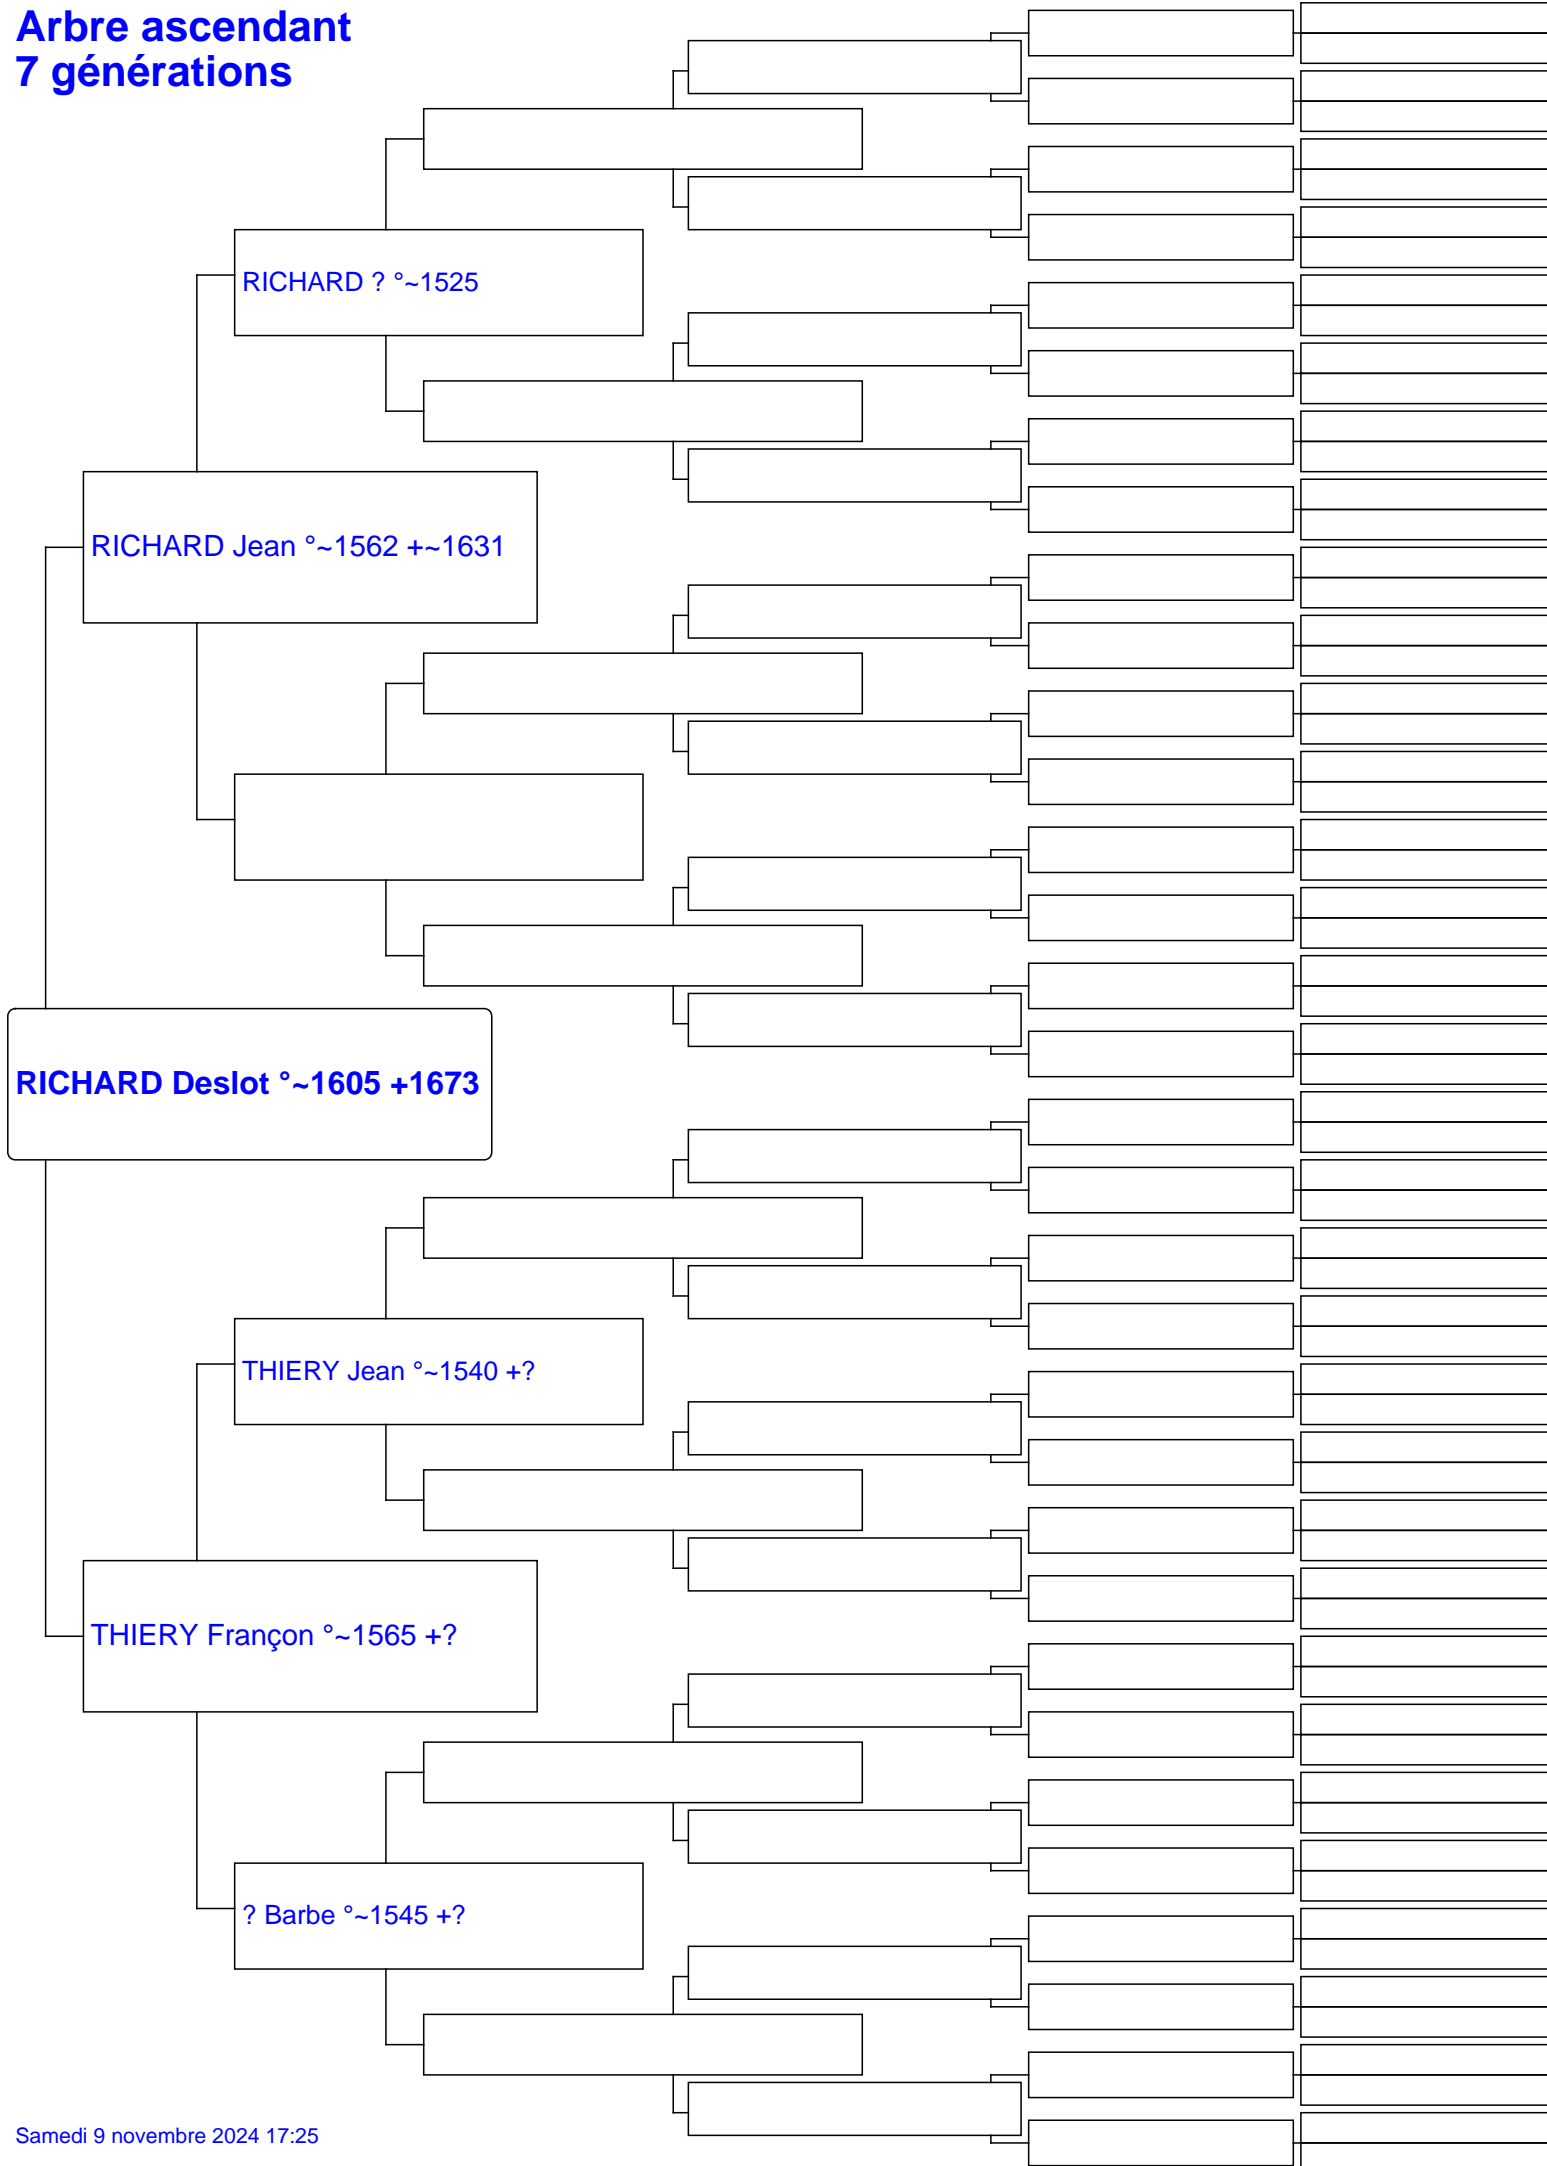 Arbre ascendant
7 générations
RICHARD ? °~1525
RICHARD Jean °~1562 +~1631
RICHARD Deslot °~1605 +1673
THIERY Jean °~1540 +?
THIERY Françon °~1565 +?
? Barbe °~1545 +?
Samedi 9 novembre 2024 17:25